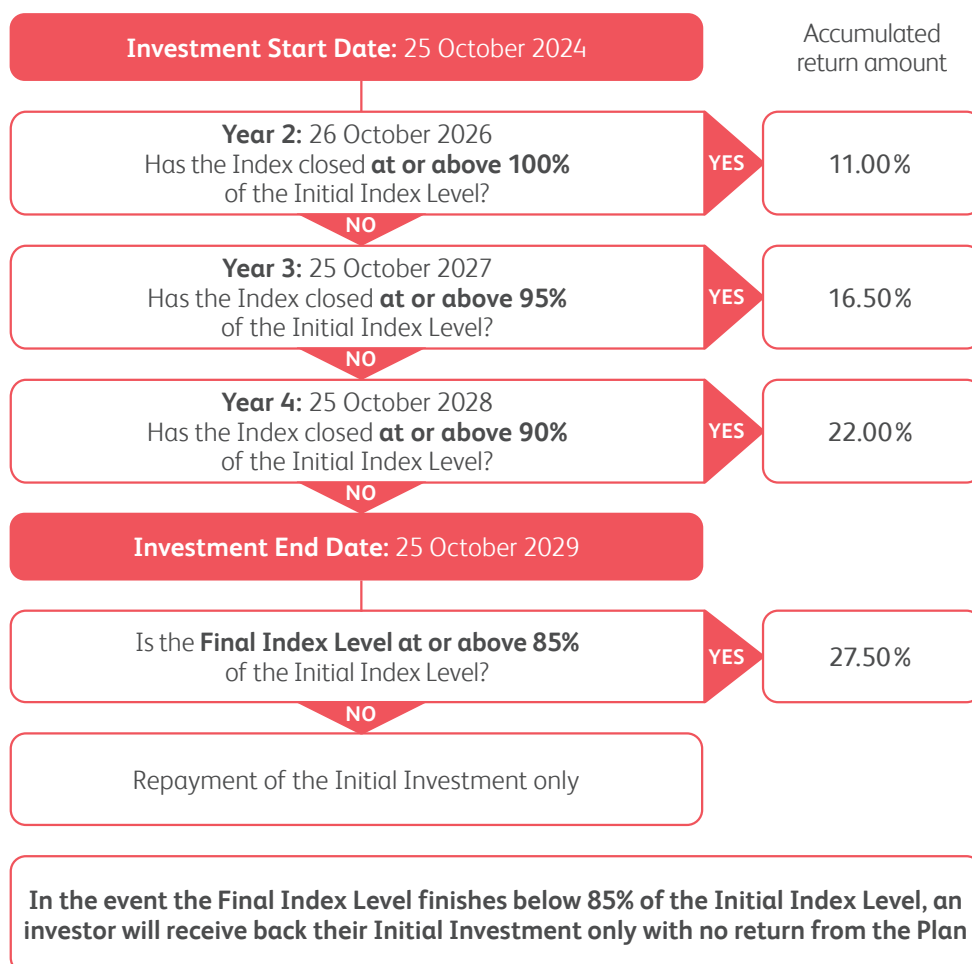 Investment Start Date: 25 October 2024
Accumulated
return amount
Year 2: 26 October 2026
Has the Index closed at or above 100%
of the Initial Index Level?
YES
11.00%
NO
Year 3: 25 October 2027
Has the Index closed at or above 95%
of the Initial Index Level?
YES
16.50%
NO
Year 4: 25 October 2028
Has the Index closed at or above 90%
of the Initial Index Level?
YES
22.00%
NO
Investment End Date: 25 October 2029
Is the Final Index Level at or above 85%
of the Initial Index Level?
YES
27.50%
NO
Repayment of the Initial Investment only
In the event the Final Index Level finishes below 85% of the Initial Index Level, an
investor will receive back their Initial Investment only with no return from the Plan